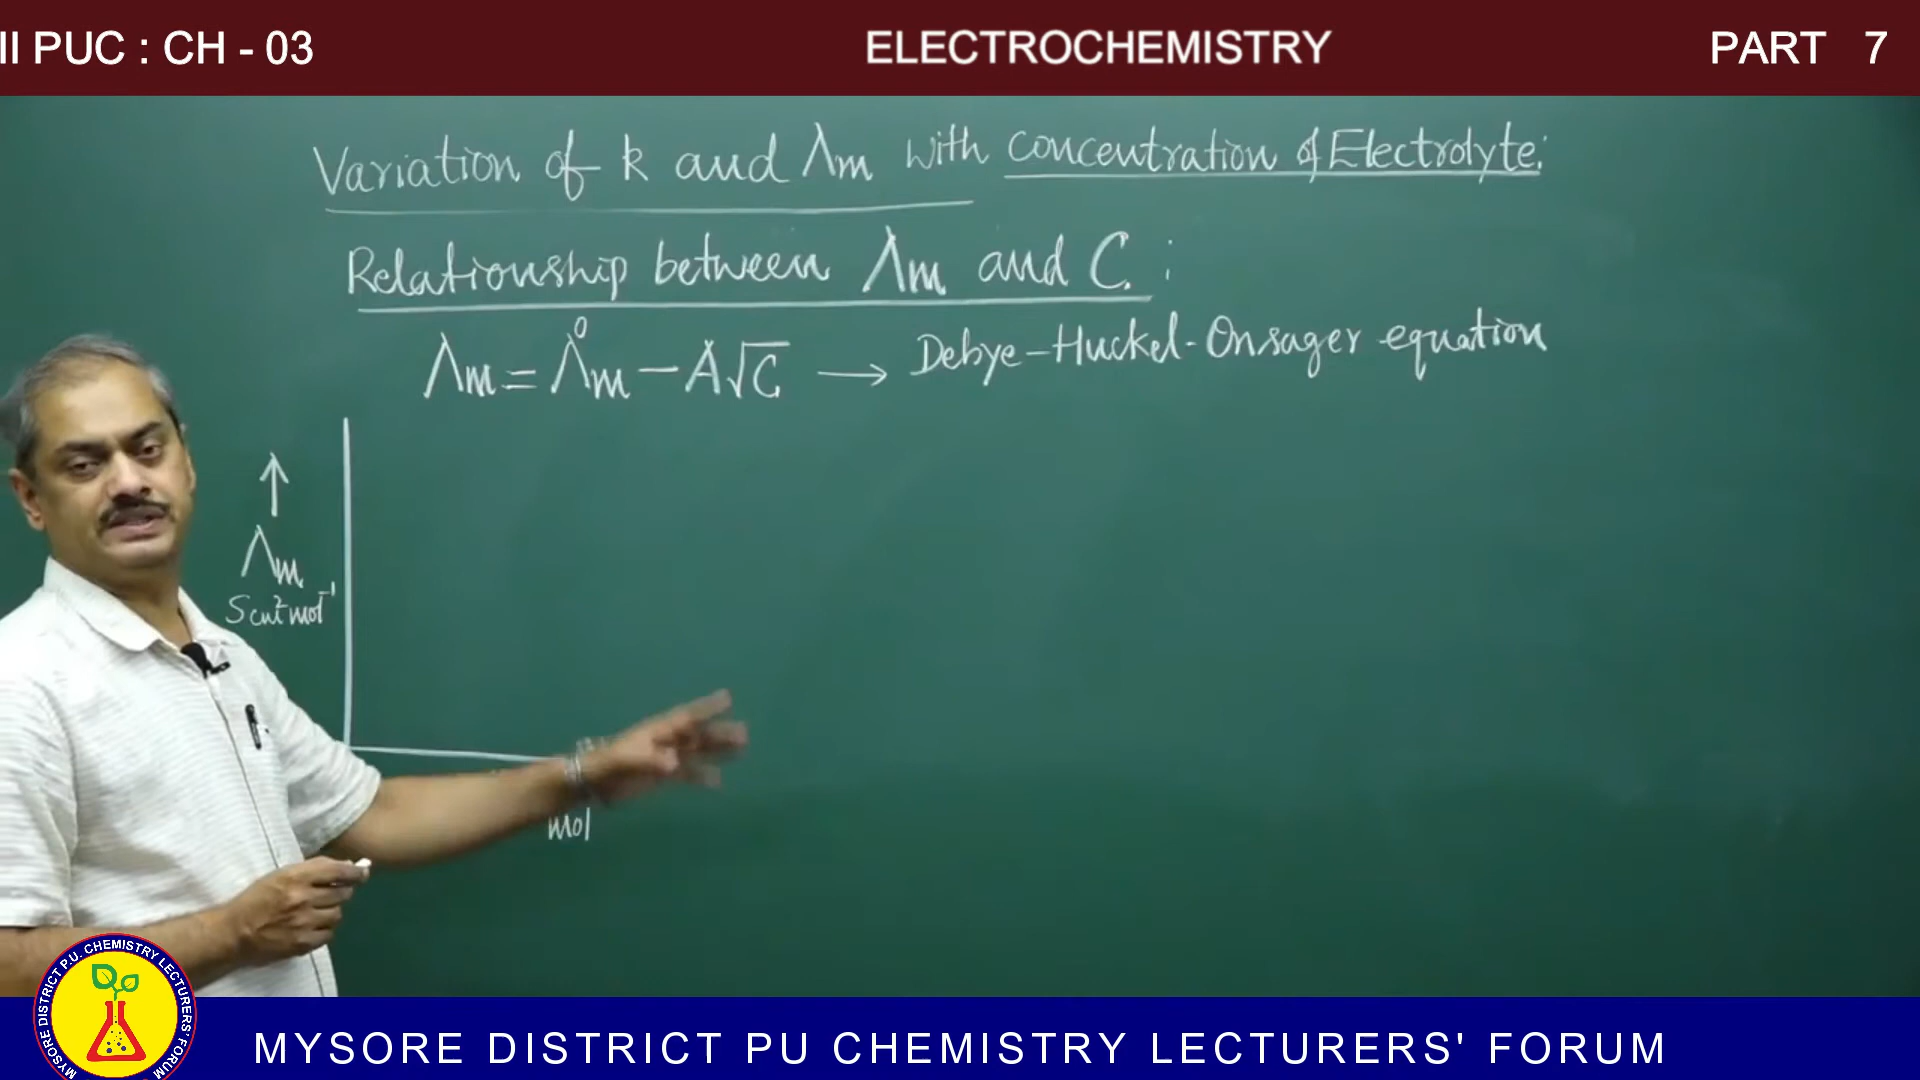 II PUC : CH - 03
ELECTROCHEMISTRY
PART 7
Variation of k and Λm with Concentration of Electrolyte:
Relationship between Λm and C. :
Λm = Λ°m − A√C → Debye-Huckel-Onsager equation
↑
Λm
S cm² mol⁻¹
mol
MYSORE DISTRICT P.U. CHEMISTRY LECTURERS' FORUM
MYSORE DISTRICT PU CHEMISTRY LECTURERS' FORUM